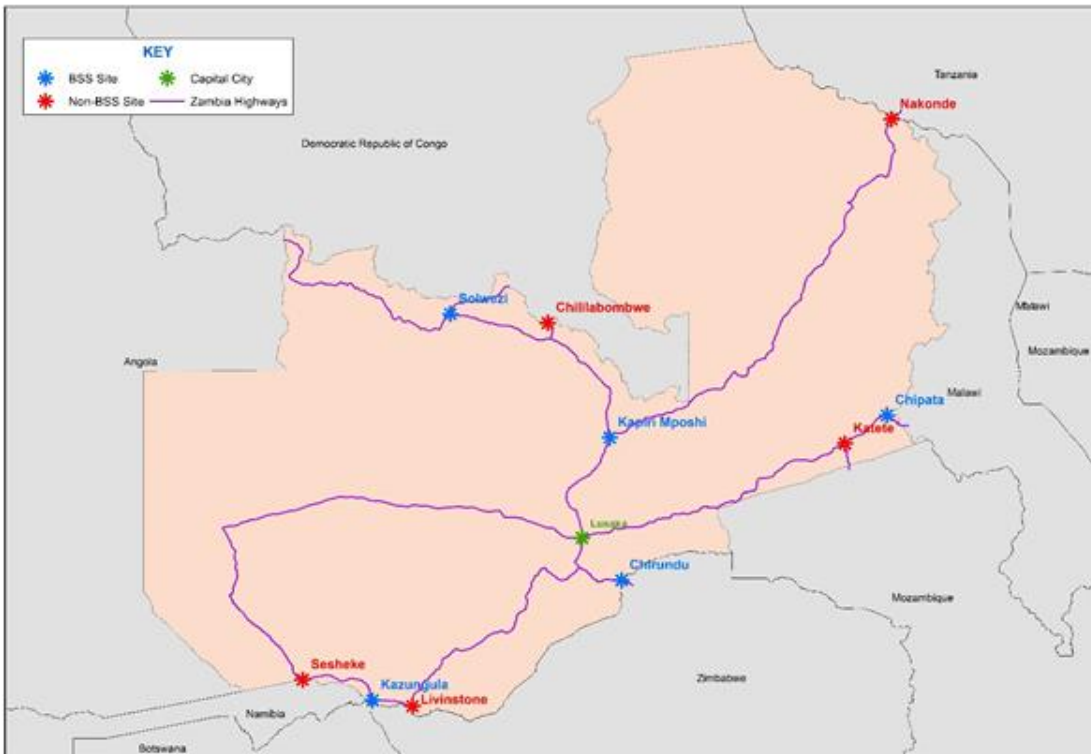 KEY
BSS Site
Capital City
Non-BSS Site
Zambia Highways
Tanzania
Nakonde
Democratic Republic of Congo
Solwezi
Chililabombwe
Malawi
Mozambique
Angola
Malawi
Chipata
Kapiri Mposhi
Katete
Lusaka
Chirundu
Mozambique
Sesheke
Kazungula
Livinstone
Zimbabwe
Namibia
Botswana